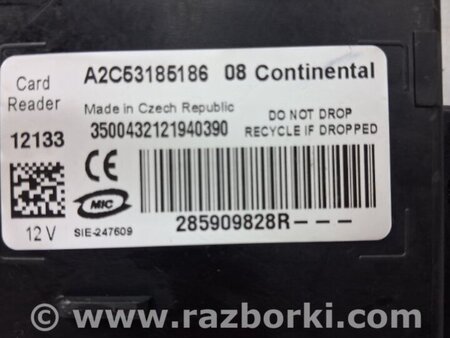 Card
Reader
A2C53185186 08 Continental
Made in Czech Republic
DO NOT DROP
12133
3500432121940390
RECYCLE IF DROPPED
CE
MIC
285909828R---
12 V
SIE-247609
© www.razborki.com